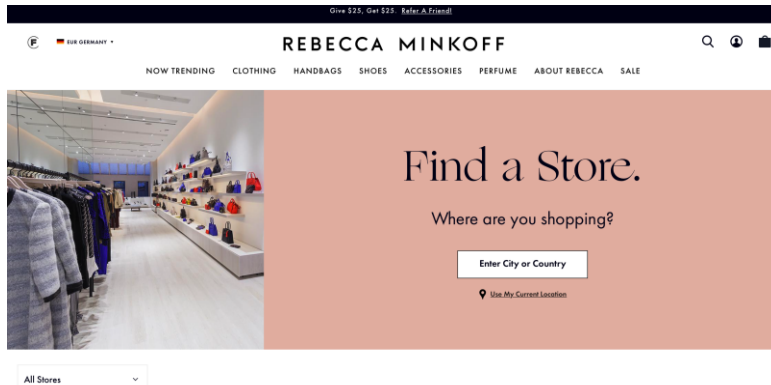 Give $25, Get $25. Refer A Friend!
EUR GERMANY
REBECCA MINKOFF
NOW TRENDING CLOTHING HANDBAGS SHOES ACCESSORIES PERFUME ABOUT REBECCA SALE
Find a Store.
Where are you shopping?
Enter City or Country
Use My Current Location
All Stores